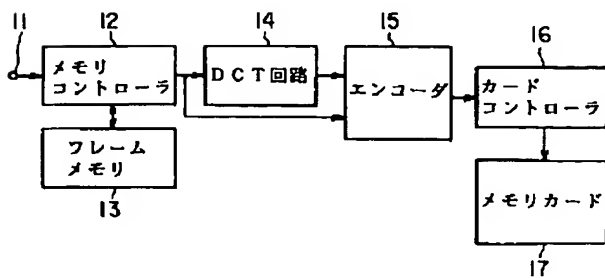 11
12
メモリ
コントローラ
フレーム
メモリ
13
14
DCT回路
15
エンコーダ
16
カード
コントローラ
メモリカード
17